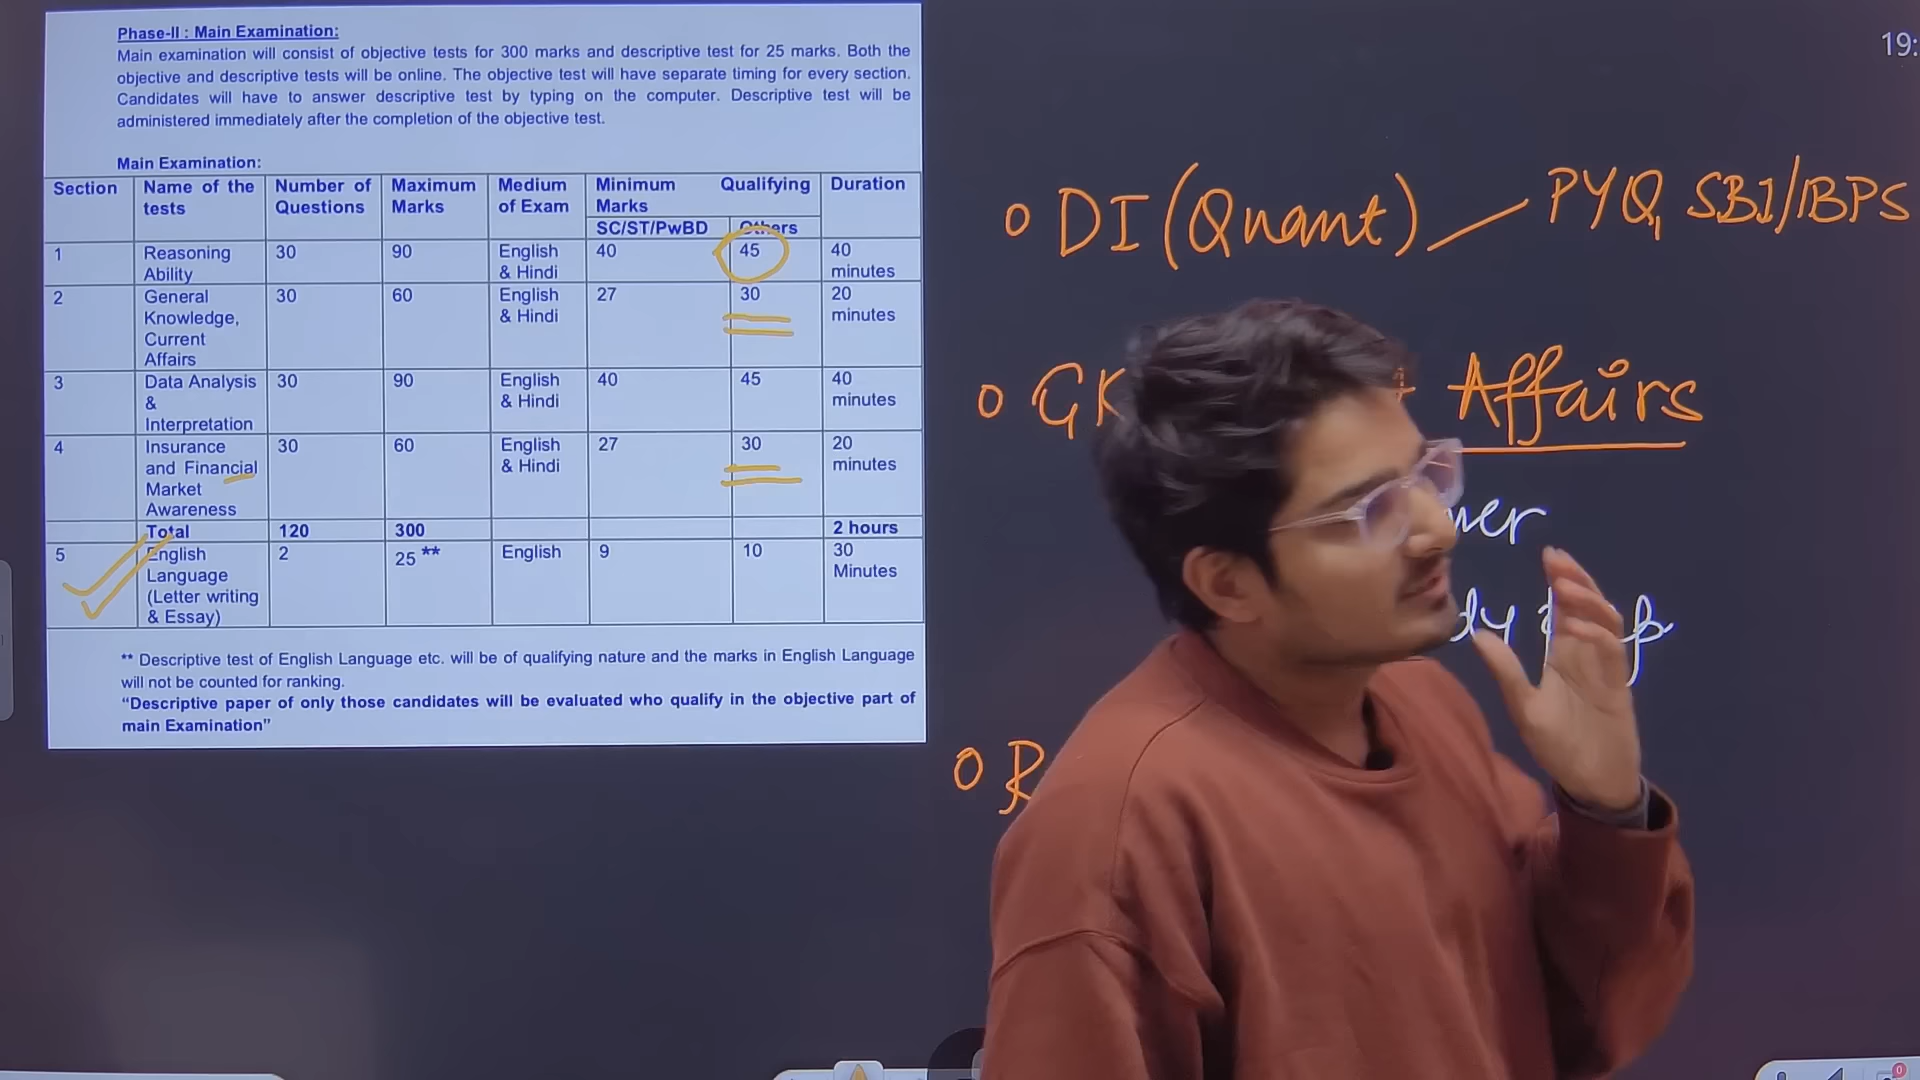 Phase-II : Main Examination:
Main examination will consist of objective tests for 300 marks and descriptive test for 25 marks. Both the
objective and descriptive tests will be online. The objective test will have separate timing for every section.
Candidates will have to answer descriptive test by typing on the computer. Descriptive test will be
administered immediately after the completion of the objective test.
Main Examination:
Section Name of the tests Number of Questions Maximum Marks Medium of Exam Minimum Qualifying Marks Duration
SC/ST/PwBD Others
1 Reasoning Ability 30 90 English & Hindi 40 45 40 minutes
2 General Knowledge, Current Affairs 30 60 English & Hindi 27 30 20 minutes
3 Data Analysis & Interpretation 30 90 English & Hindi 40 45 40 minutes
4 Insurance and Financial Market Awareness 30 60 English & Hindi 27 30 20 minutes
Total 120 300 2 hours
5 English Language (Letter writing & Essay) 2 25 ** English 9 10 30 Minutes
** Descriptive test of English Language etc. will be of qualifying nature and the marks in English Language
will not be counted for ranking.
“Descriptive paper of only those candidates will be evaluated who qualify in the objective part of
main Examination”
19:
DI (Quant) PYQ, SBI/IBPS
GK Affairs
R